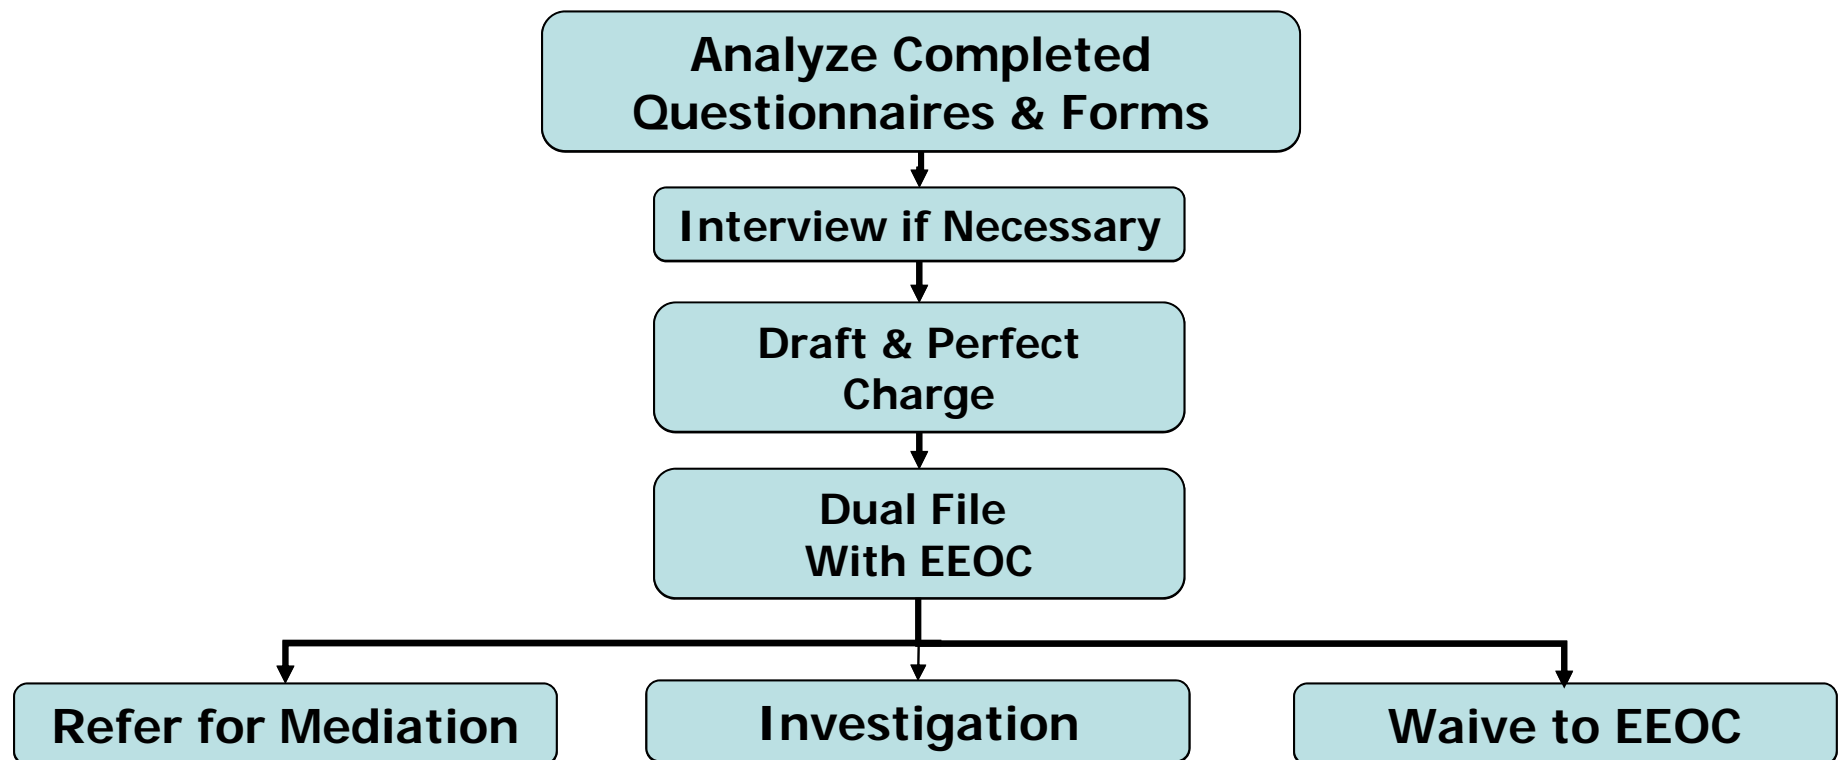 Analyze Completed
Questionnaires & Forms
Interview if Necessary
Draft & Perfect
Charge
Dual File
With EEOC
Refer for Mediation
Investigation
Waive to EEOC